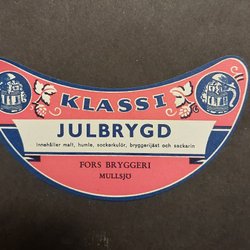 KLASS I
JULBRYGD
Innehåller malt, humle, sockerkulör, bryggerijäst och sackarin
FORS BRYGGERI
MULLSJÖ